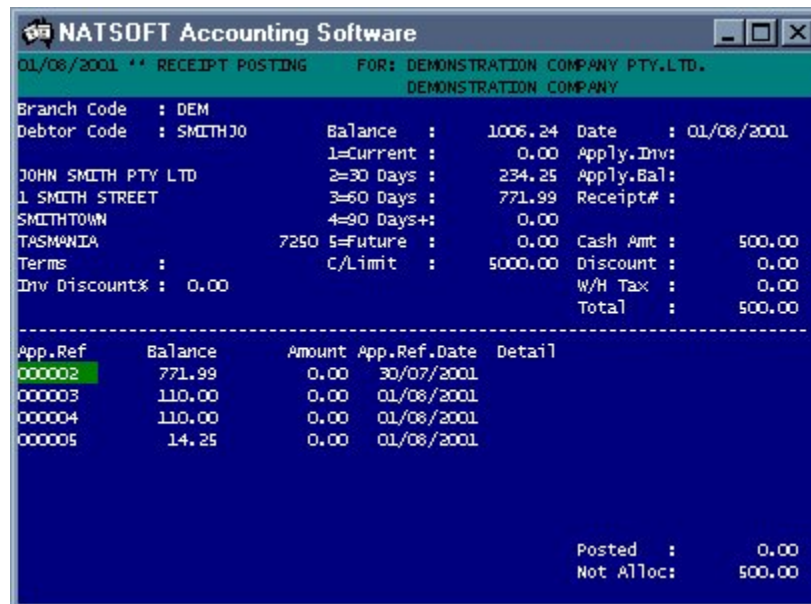 NATSOFT Accounting Software
01/08/2001 ** RECEIPT POSTING FOR: DEMONSTRATION COMPANY PTY.LTD.
DEMONSTRATION COMPANY
Branch Code : DEM
Debtor Code : SMITHJO Balance : 1006.24 Date : 01/08/2001
1=Current : 0.00 Apply.Inv:
JOHN SMITH PTY LTD 2=30 Days : 234.25 Apply.Bal:
1 SMITH STREET 3=60 Days : 771.99 Receipt# :
SMITHTOWN 4=90 Days+: 0.00
TASMANIA 7250 5=Future : 0.00 Cash Amt : 500.00
Terms : C/Limit : 5000.00 Discount : 0.00
Inv Discount% : 0.00 W/H Tax : 0.00
Total : 500.00
App.Ref Balance Amount App.Ref.Date Detail
000002 771.99 0.00 30/07/2001
000003 110.00 0.00 01/08/2001
000004 110.00 0.00 01/08/2001
000005 14.25 0.00 01/08/2001
Posted : 0.00
Not Alloc: 500.00